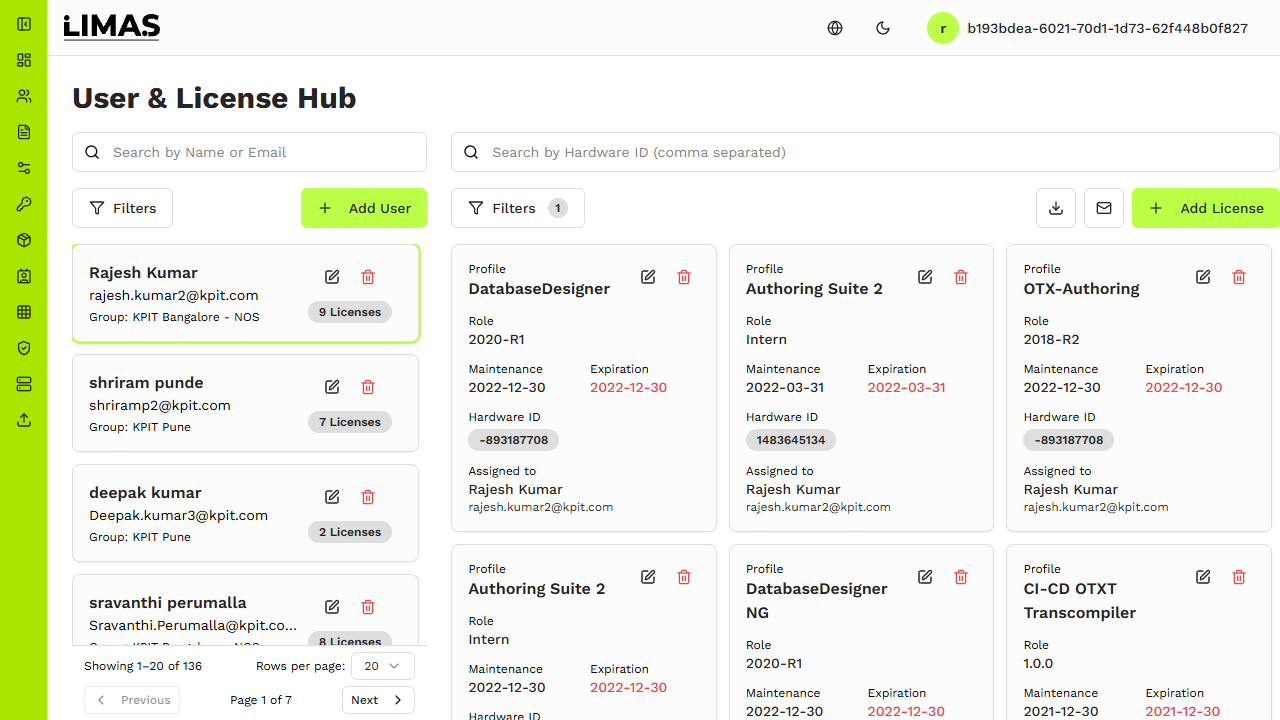 LIMAS
r
b193bdea-6021-70d1-1d73-62f448b0f827
User & License Hub
Search by Name or Email
Filters
Add User
Rajesh Kumar
rajesh.kumar2@kpit.com
Group: KPIT Bangalore - NOS
9 Licenses
shriram punde
shriramp2@kpit.com
Group: KPIT Pune
7 Licenses
deepak kumar
Deepak.kumar3@kpit.com
Group: KPIT Pune
2 Licenses
sravanthi perumalla
Sravanthi.Perumalla@kpit.co...
Group: KPIT Bangalore - NOS
8 Licenses
Showing 1–20 of 136
Rows per page:
20
Previous
Page 1 of 7
Next
Search by Hardware ID (comma separated)
Filters
1
Add License
Profile
DatabaseDesigner
Role
2020-R1
Maintenance
2022-12-30
Expiration
2022-12-30
Hardware ID
-893187708
Assigned to
Rajesh Kumar
rajesh.kumar2@kpit.com
Profile
Authoring Suite 2
Role
Intern
Maintenance
2022-03-31
Expiration
2022-03-31
Hardware ID
1483645134
Assigned to
Rajesh Kumar
rajesh.kumar2@kpit.com
Profile
OTX-Authoring
Role
2018-R2
Maintenance
2022-12-30
Expiration
2022-12-30
Hardware ID
-893187708
Assigned to
Rajesh Kumar
rajesh.kumar2@kpit.com
Profile
Authoring Suite 2
Role
Intern
Maintenance
2022-12-30
Expiration
2022-12-30
Hardware ID
Profile
DatabaseDesigner
NG
Role
2020-R1
Maintenance
2022-12-30
Expiration
2022-12-30
Profile
CI-CD OTXT
Transcompiler
Role
1.0.0
Maintenance
2021-12-30
Expiration
2021-12-30